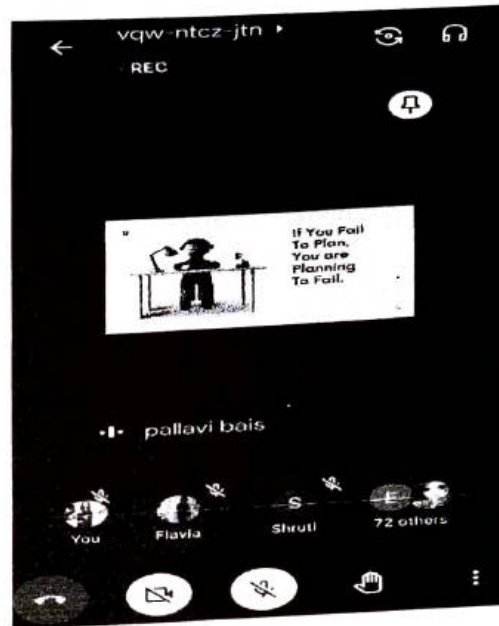 vqw-ntcz-jtn
REC
If You Fail
To Plan,
You are
Planning
To Fail.
pallavi bais
You
Flavia
S
Shruti
E
72 others